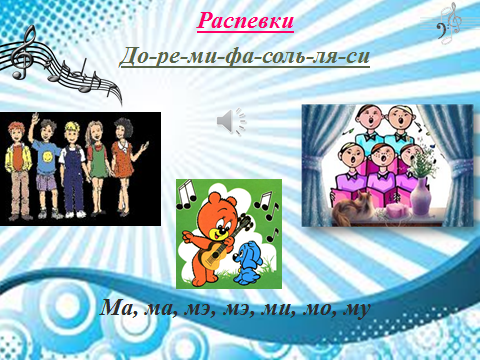 Распевки
До-ре-ми-фа-соль-ля-си
Ма, ма, мэ, мэ, ми, мо, му